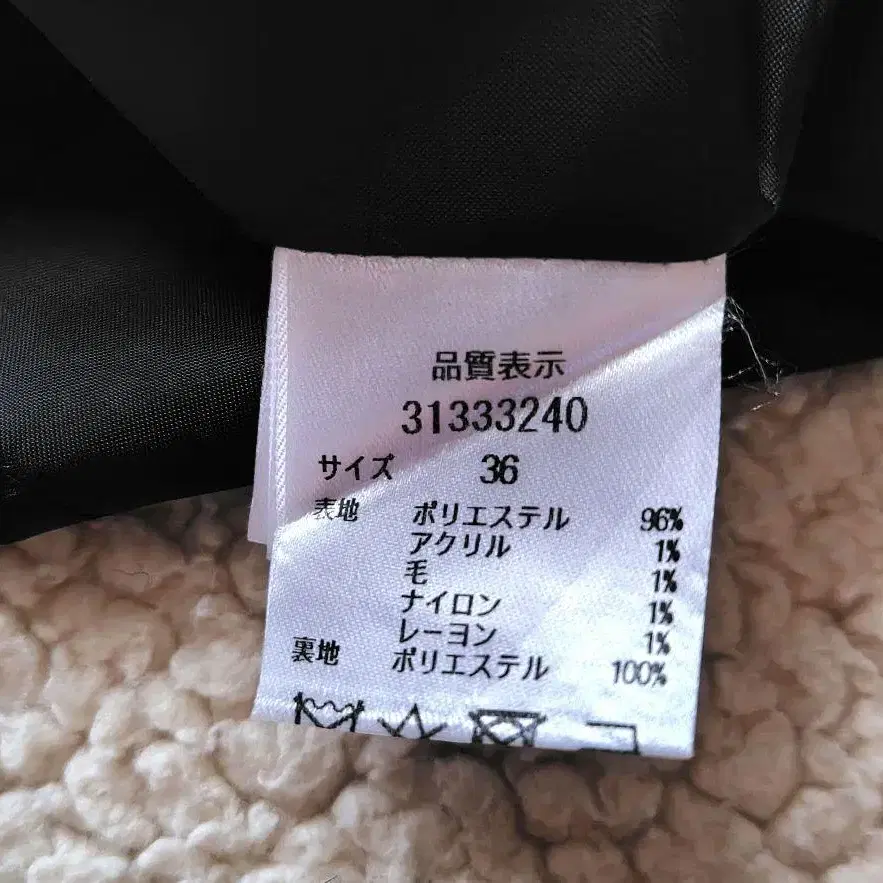 品質表示
31333240
サイズ 36
表地 ポリエステル 96%
アクリル 1%
毛 1%
ナイロン 1%
レーヨン 1%
裏地 ポリエステル 100%